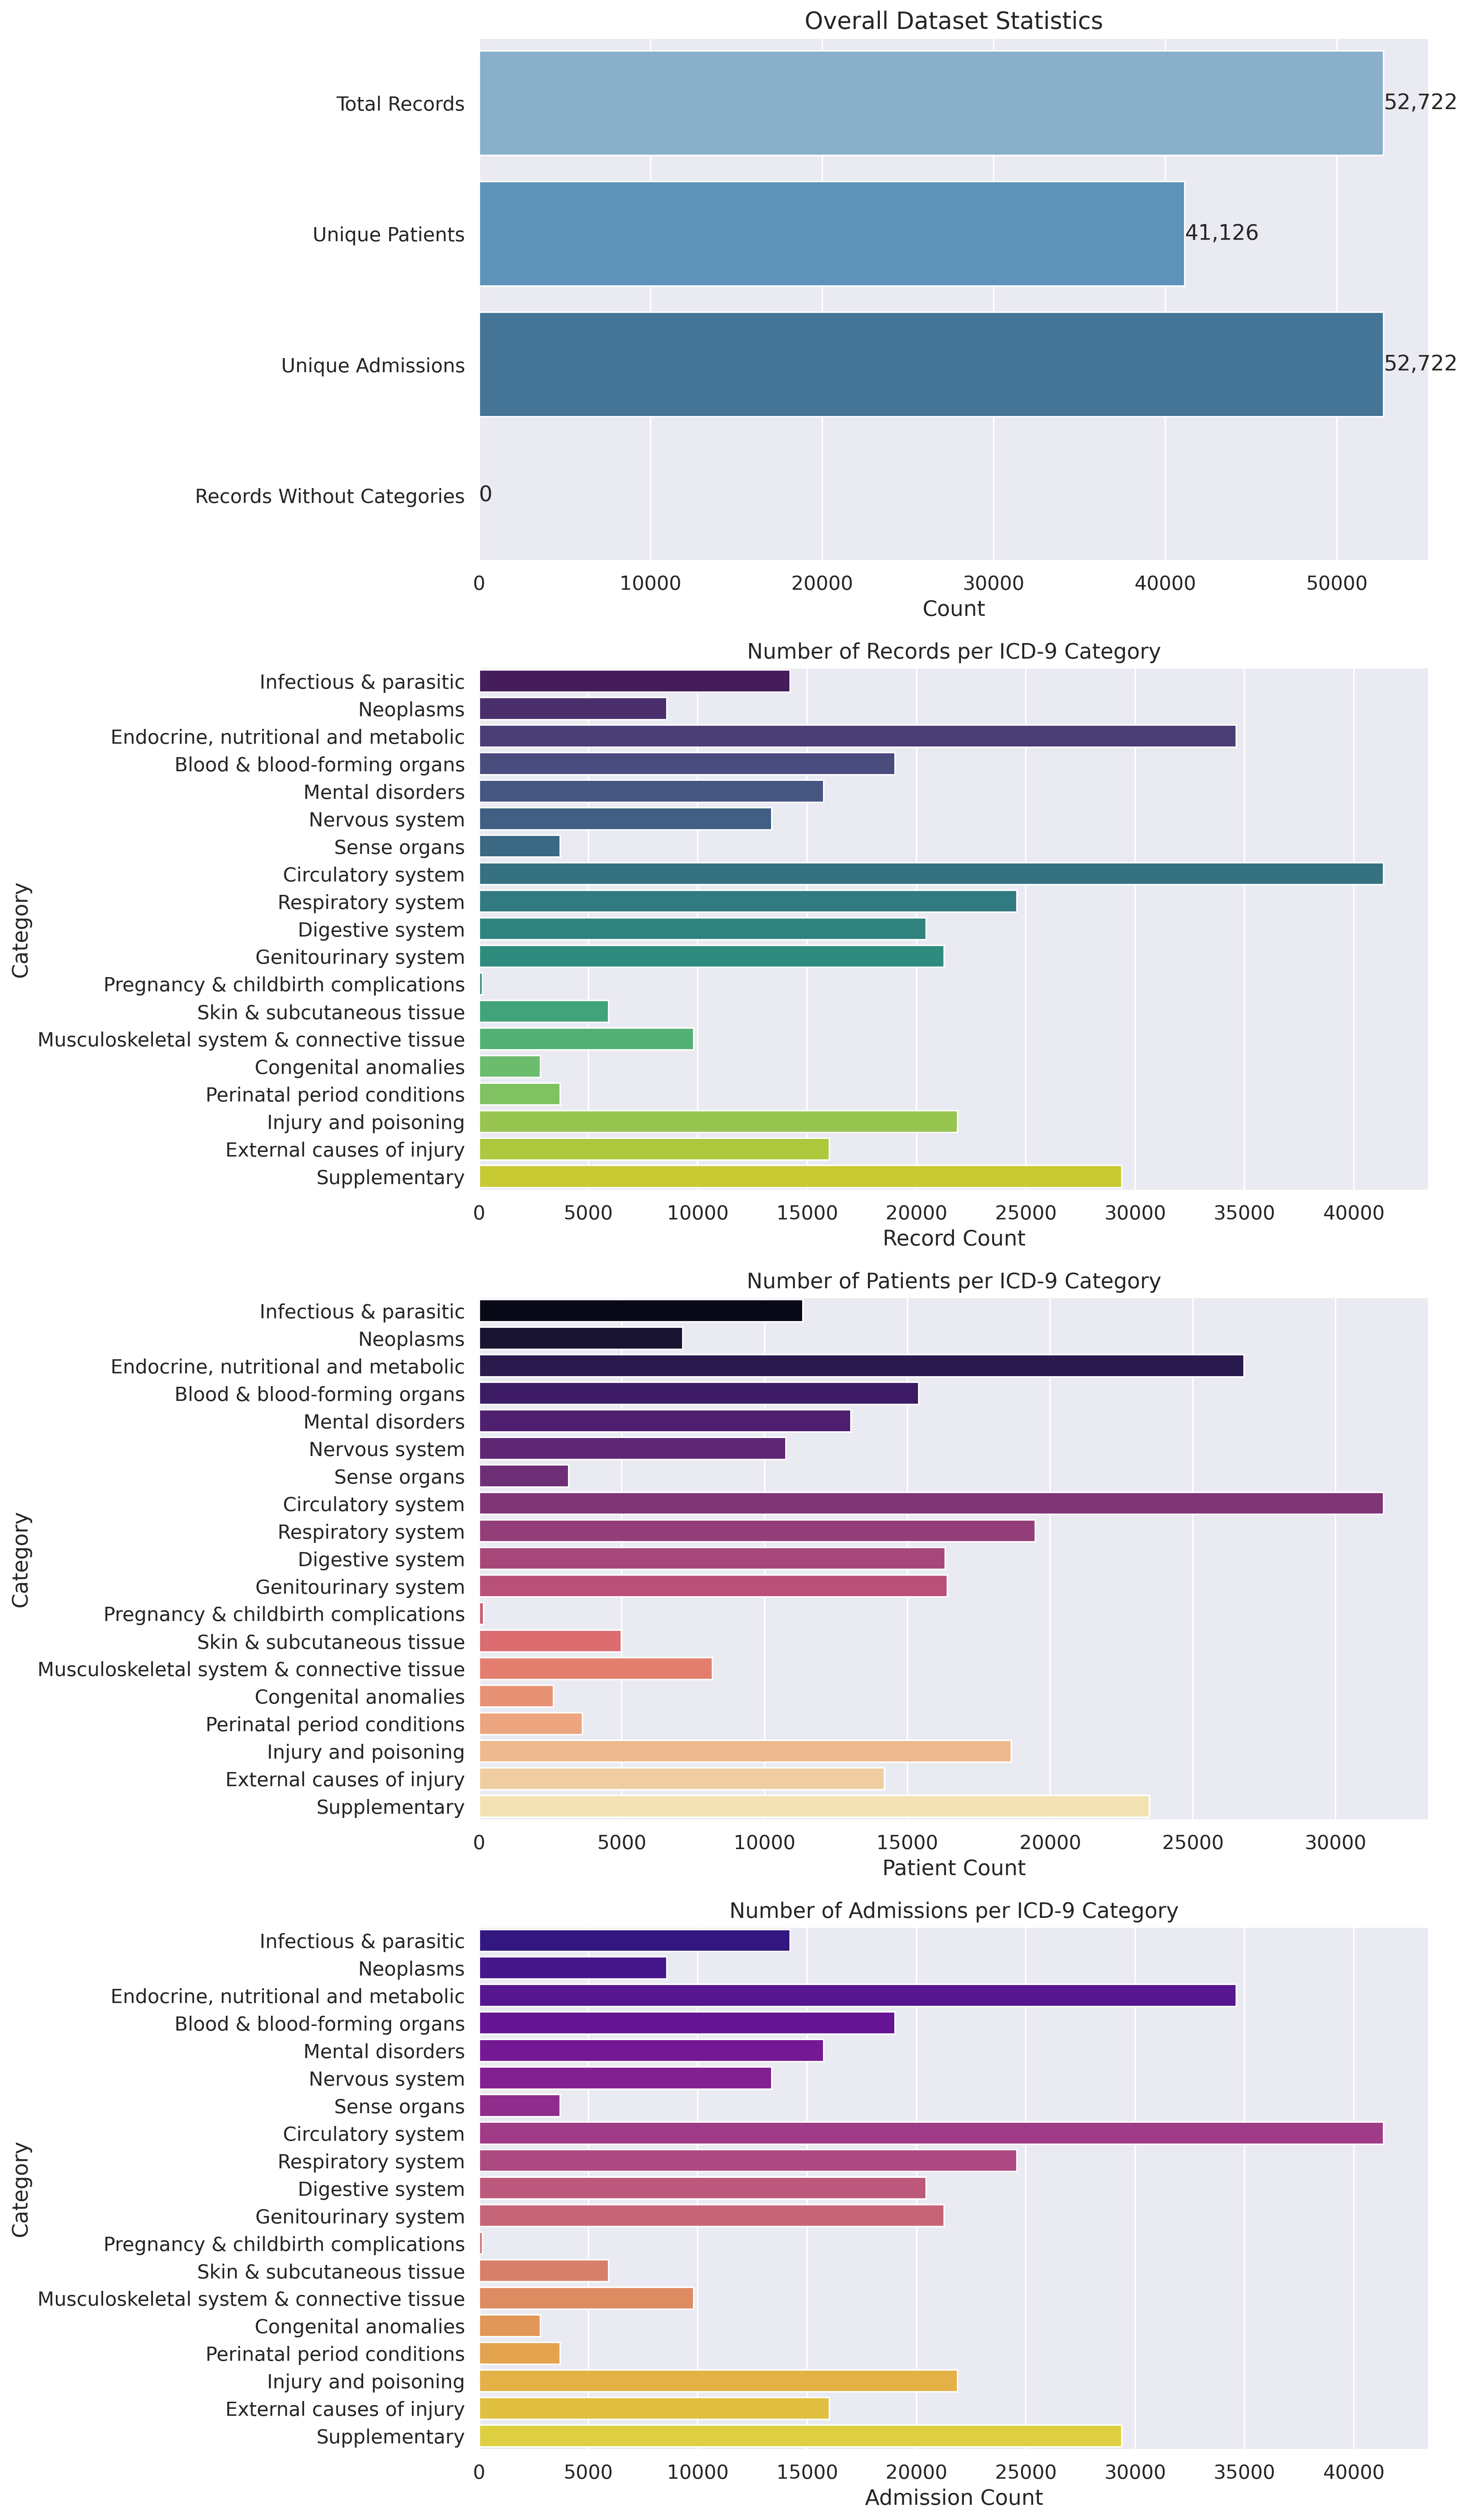 Overall Dataset Statistics
Total Records
52,722
Unique Patients
41,126
Unique Admissions
52,722
Records Without Categories
0
0 10000 20000 30000 40000 50000
Count
Number of Records per ICD-9 Category
Category
Infectious & parasitic
Neoplasms
Endocrine, nutritional and metabolic
Blood & blood-forming organs
Mental disorders
Nervous system
Sense organs
Circulatory system
Respiratory system
Digestive system
Genitourinary system
Pregnancy & childbirth complications
Skin & subcutaneous tissue
Musculoskeletal system & connective tissue
Congenital anomalies
Perinatal period conditions
Injury and poisoning
External causes of injury
Supplementary
0 5000 10000 15000 20000 25000 30000 35000 40000
Record Count
Number of Patients per ICD-9 Category
Category
Infectious & parasitic
Neoplasms
Endocrine, nutritional and metabolic
Blood & blood-forming organs
Mental disorders
Nervous system
Sense organs
Circulatory system
Respiratory system
Digestive system
Genitourinary system
Pregnancy & childbirth complications
Skin & subcutaneous tissue
Musculoskeletal system & connective tissue
Congenital anomalies
Perinatal period conditions
Injury and poisoning
External causes of injury
Supplementary
0 5000 10000 15000 20000 25000 30000
Patient Count
Number of Admissions per ICD-9 Category
Category
Infectious & parasitic
Neoplasms
Endocrine, nutritional and metabolic
Blood & blood-forming organs
Mental disorders
Nervous system
Sense organs
Circulatory system
Respiratory system
Digestive system
Genitourinary system
Pregnancy & childbirth complications
Skin & subcutaneous tissue
Musculoskeletal system & connective tissue
Congenital anomalies
Perinatal period conditions
Injury and poisoning
External causes of injury
Supplementary
0 5000 10000 15000 20000 25000 30000 35000 40000
Admission Count